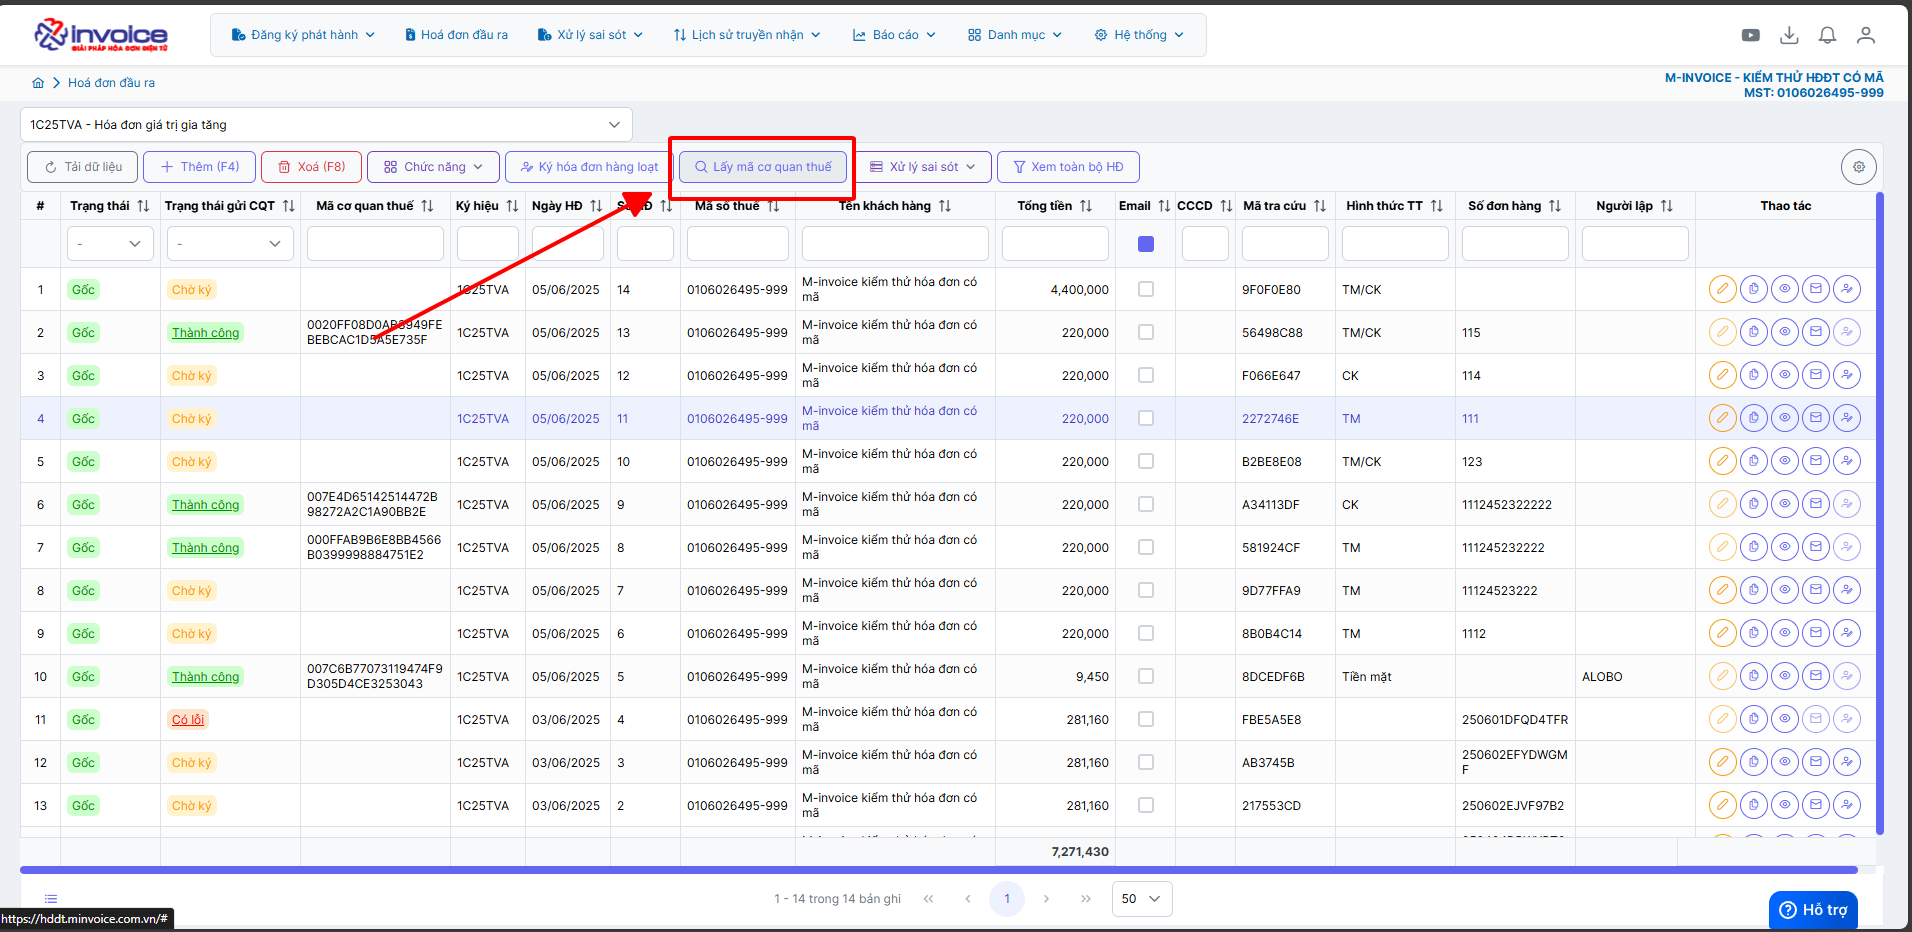 invoice
GIẢI PHÁP HÓA ĐƠN ĐIỆN TỬ
Đăng ký phát hành
Hoá đơn đầu ra
Xử lý sai sót
Lịch sử truyền nhận
Báo cáo
Danh mục
Hệ thống
Hoá đơn đầu ra
M-INVOICE - KIỂM THỬ HĐĐT CÓ MÃ
MST: 0106026495-999
1C25TVA - Hóa đơn giá trị gia tăng
Tải dữ liệu
Thêm (F4)
Xoá (F8)
Chức năng
Ký hóa đơn hàng loạt
Lấy mã cơ quan thuế
Xử lý sai sót
Xem toàn bộ HĐ
# Trạng thái Trạng thái gửi CQT Mã cơ quan thuế Ký hiệu Ngày HĐ Mã số thuế Tên khách hàng Tổng tiền Email CCCD Mã tra cứu Hình thức TT Số đơn hàng Người lập Thao tác
- -
1 Gốc Chờ ký 1C25TVA 05/06/2025 14 0106026495-999 M-invoice kiểm thử hóa đơn có mã 4,400,000 9F0F0E80 TM/CK
2 Gốc Thành công 0020FF08D0AB8949FE BEBCAC1D5A5E735F 1C25TVA 05/06/2025 13 0106026495-999 M-invoice kiểm thử hóa đơn có mã 220,000 56498C88 TM/CK 115
3 Gốc Chờ ký 1C25TVA 05/06/2025 12 0106026495-999 M-invoice kiểm thử hóa đơn có mã 220,000 F066E647 CK 114
4 Gốc Chờ ký 1C25TVA 05/06/2025 11 0106026495-999 M-invoice kiểm thử hóa đơn có mã 220,000 2272746E TM 111
5 Gốc Chờ ký 1C25TVA 05/06/2025 10 0106026495-999 M-invoice kiểm thử hóa đơn có mã 220,000 B2BE8E08 TM/CK 123
6 Gốc Thành công 007E4D65142514472B 98272A2C1A90BB2E 1C25TVA 05/06/2025 9 0106026495-999 M-invoice kiểm thử hóa đơn có mã 220,000 A34113DF CK 1112452322222
7 Gốc Thành công 000FFAB9B6E8BB4566 B0399998884751E2 1C25TVA 05/06/2025 8 0106026495-999 M-invoice kiểm thử hóa đơn có mã 220,000 581924CF TM 111245232222
8 Gốc Chờ ký 1C25TVA 05/06/2025 7 0106026495-999 M-invoice kiểm thử hóa đơn có mã 220,000 9D77FFA9 TM 11124523222
9 Gốc Chờ ký 1C25TVA 05/06/2025 6 0106026495-999 M-invoice kiểm thử hóa đơn có mã 220,000 8B0B4C14 TM 1112
10 Gốc Thành công 007C6B77073119474F9 D305D4CE3253043 1C25TVA 05/06/2025 5 0106026495-999 M-invoice kiểm thử hóa đơn có mã 9,450 8DCEDF6B Tiền mặt ALOBO
11 Gốc Có lỗi 1C25TVA 03/06/2025 4 0106026495-999 M-invoice kiểm thử hóa đơn có mã 281,160 FBE5A5E8 250601DFQD4TFR
12 Gốc Chờ ký 1C25TVA 03/06/2025 3 0106026495-999 M-invoice kiểm thử hóa đơn có mã 281,160 AB3745B 250602EFYDWGM F
13 Gốc Chờ ký 1C25TVA 03/06/2025 2 0106026495-999 M-invoice kiểm thử hóa đơn có mã 281,160 217553CD 250602EJVF97B2
7,271,430
1 - 14 trong 14 bản ghi
1
50
https://hddt.minvoice.com.vn/#
Hỗ trợ